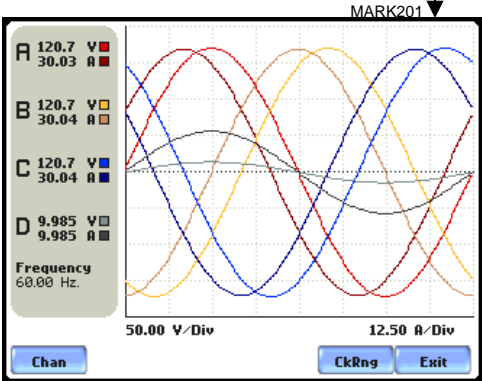 MARK201
A 120.7 V
30.03 A
B 120.7 V
30.04 A
C 120.7 V
30.04 A
D 9.985 V
9.985 A
Frequency
60.00 Hz.
50.00 V/Div 12.50 A/Div
Chan CkRng Exit